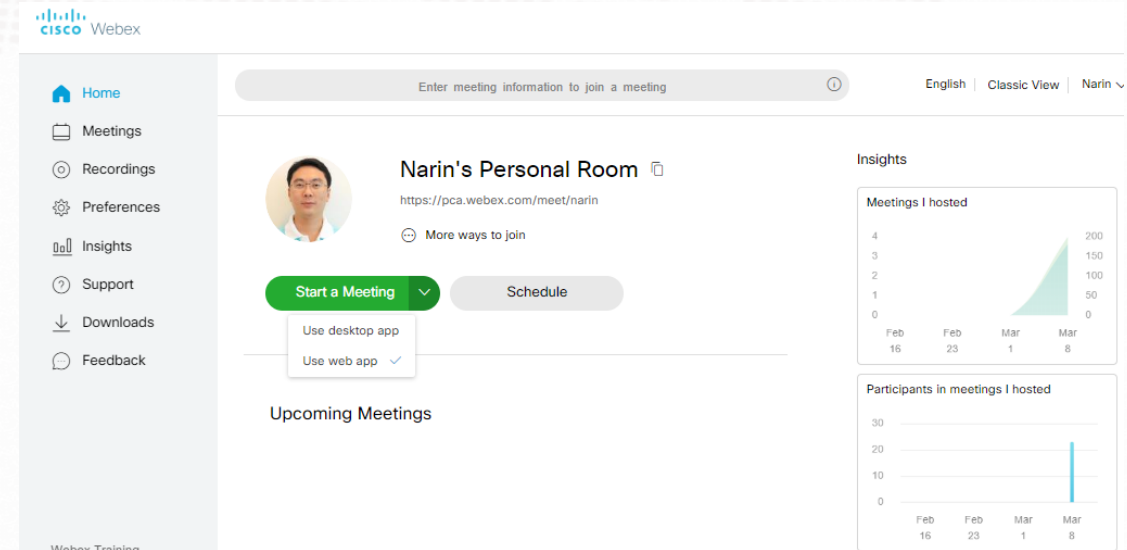 CISCO Webex
Enter meeting information to join a meeting
English | Classic View | Narin
Home
Meetings
Recordings
Preferences
Insights
Support
Downloads
Feedback
Webex Training
Narin's Personal Room
https://pca.webex.com/meet/narin
More ways to join
Start a Meeting
Schedule
Use desktop app
Use web app
Upcoming Meetings
Insights
Meetings I hosted
4 200
3 150
2 100
1 50
0 0
Feb Feb Mar Mar
16 23 1 8
Participants in meetings I hosted
30
20
10
0
Feb Feb Mar Mar
16 23 1 8